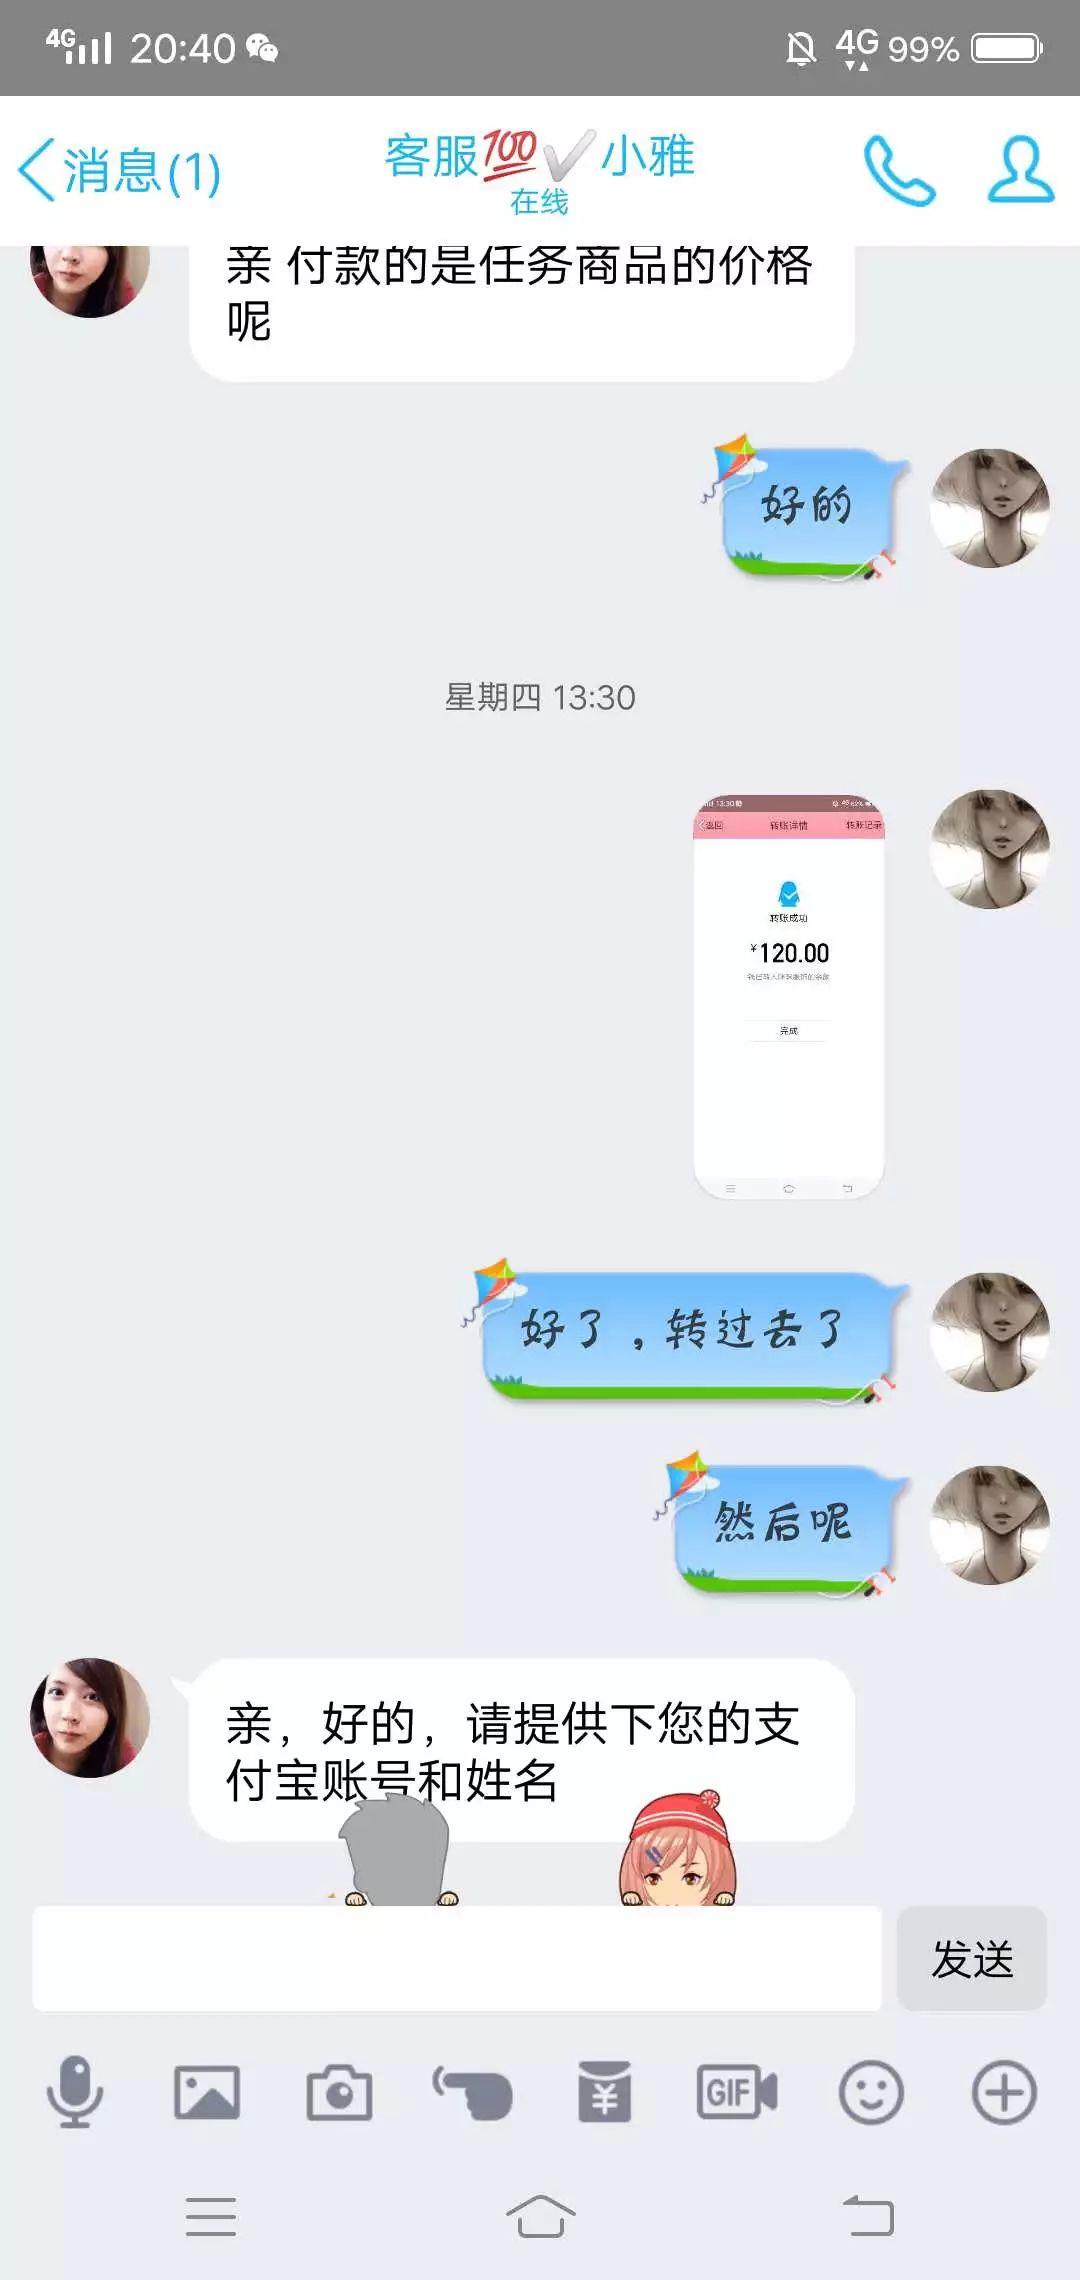 4G 20:40
4G 99%
消息(1)
客服💯✔小雅
在线
亲 付款的是任务商品的价格
呢
好的
星期四 13:30
13:30
返回 转账详情 转账记录
转账成功
¥120.00
完成
好了，转过去了
然后呢
亲，好的，请提供下您的支
付宝账号和姓名
发送
¥
GIF